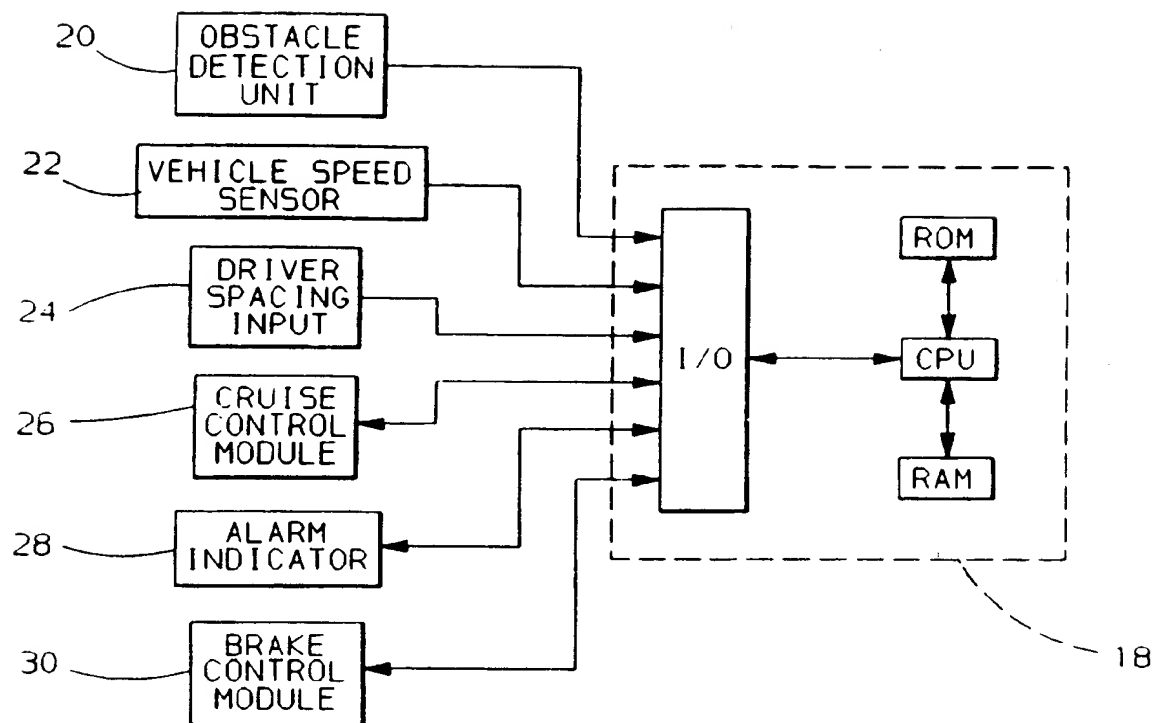 20
OBSTACLE
DETECTION
UNIT
22
VEHICLE SPEED
SENSOR
24
DRIVER
SPACING
INPUT
26
CRUISE
CONTROL
MODULE
28
ALARM
INDICATOR
30
BRAKE
CONTROL
MODULE
I/O
ROM
CPU
RAM
18